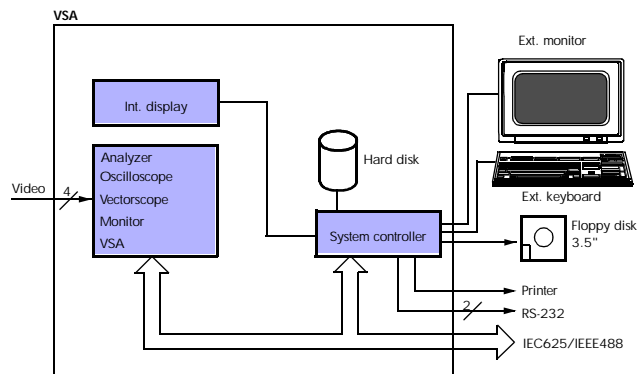 VSA
Ext. monitor
Int. display
Hard disk
Analyzer
Oscilloscope
Vectorscope
Monitor
VSA
Video
4
Ext. keyboard
System controller
Floppy disk
3.5"
Printer
2
RS-232
IEC625/IEEE488